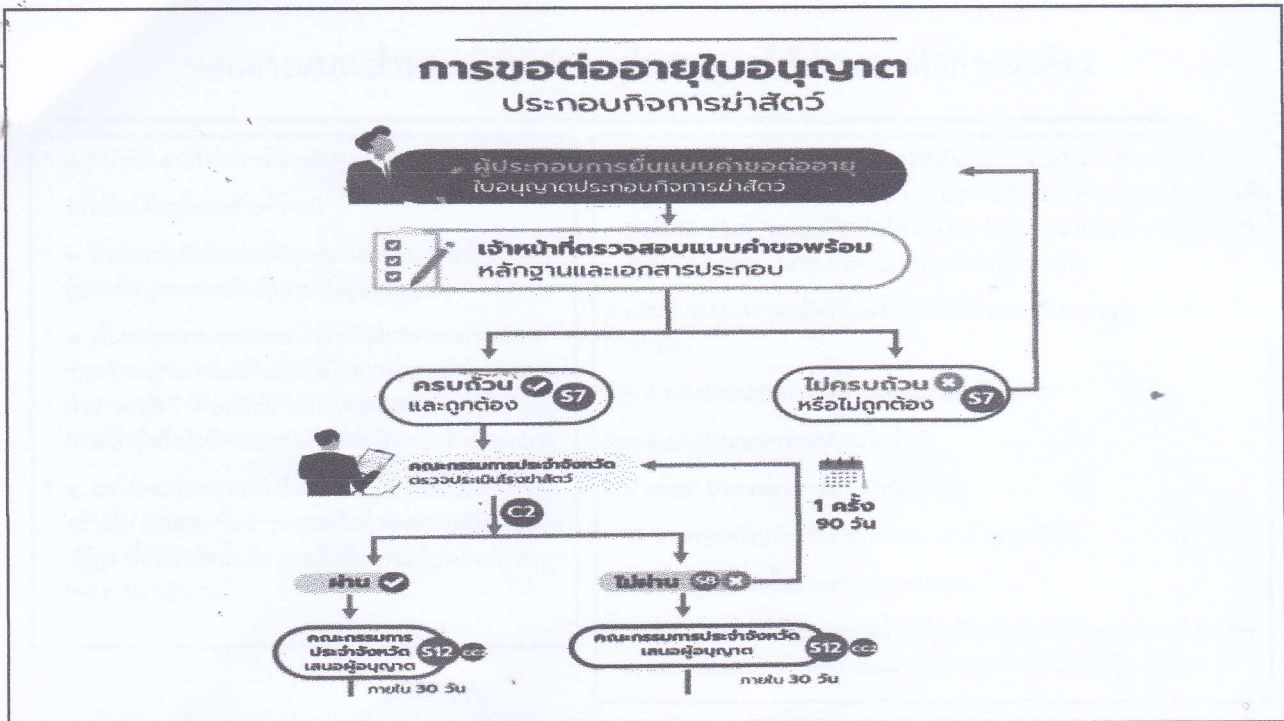 การขอต่ออายุใบอนุญาต
ประกอบกิจการฆ่าสัตว์
ผู้ประกอบการยื่นแบบคำขอต่ออายุ
ใบอนุญาตประกอบกิจการฆ่าสัตว์
เจ้าหน้าที่ตรวจสอบแบบคำขอพร้อม
หลักฐานและเอกสารประกอบ
ครบถ้วน
และถูกต้อง
S7
ไม่ครบถ้วน
หรือไม่ถูกต้อง
S7
คณะกรรมการประจำจังหวัด
ตรวจประเมินโรงฆ่าสัตว์
C2
1 ครั้ง
90 วัน
ผ่าน
ไม่ผ่าน
คณะกรรมการ
ประจำจังหวัด
เสนอผู้อนุญาต
S12
ภายใน 30 วัน
คณะกรรมการประจำจังหวัด
เสนอผู้อนุญาต
S12
ภายใน 30 วัน